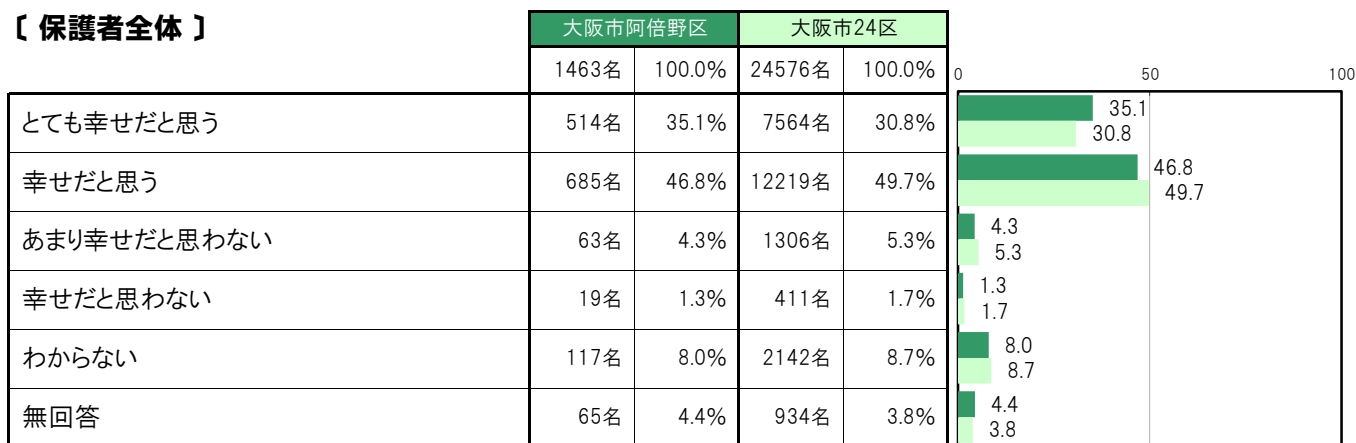 〔 保護者全体 〕
大阪市阿倍野区 大阪市24区
1463名 100.0% 24576名 100.0%
0 50 100
とても幸せだと思う 514名 35.1% 7564名 30.8%
35.1
30.8
幸せだと思う 685名 46.8% 12219名 49.7%
46.8
49.7
あまり幸せだと思わない 63名 4.3% 1306名 5.3%
4.3
5.3
幸せだと思わない 19名 1.3% 411名 1.7%
1.3
1.7
わからない 117名 8.0% 2142名 8.7%
8.0
8.7
無回答 65名 4.4% 934名 3.8%
4.4
3.8